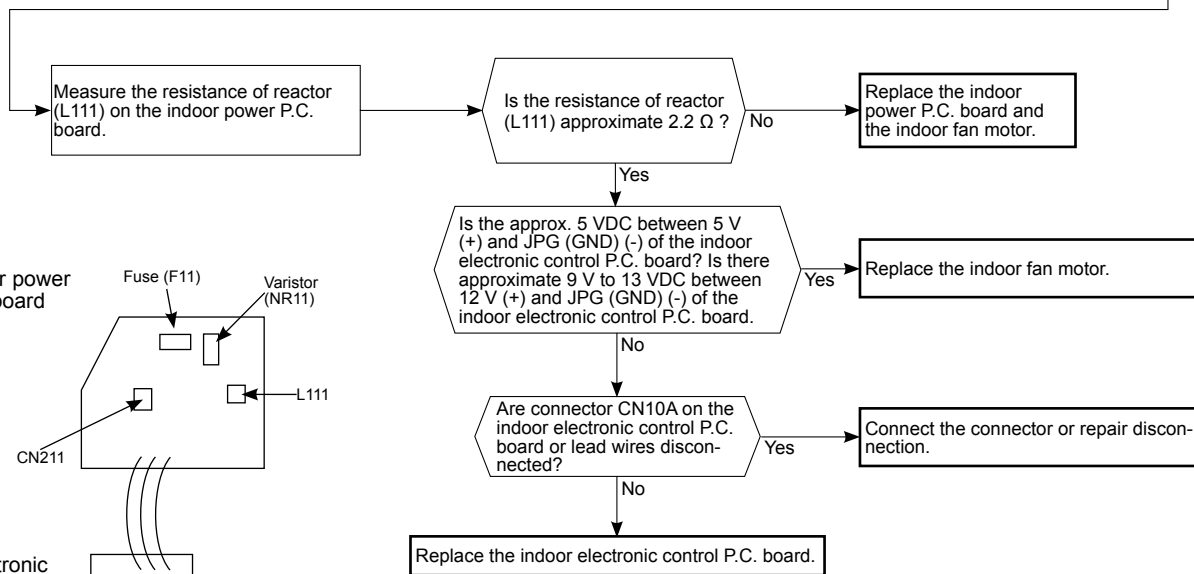 Measure the resistance of reactor
(L111) on the indoor power P.C.
board.
Is the resistance of reactor
(L111) approximate 2.2 Ω ?
No
Replace the indoor
power P.C. board and
the indoor fan motor.
Yes
Is the approx. 5 VDC between 5 V
(+) and JPG (GND) (-) of the indoor
electronic control P.C. board? Is there
approximate 9 V to 13 VDC between
12 V (+) and JPG (GND) (-) of the
indoor electronic control P.C. board.
Yes
Replace the indoor fan motor.
No
Are connector CN10A on the
indoor electronic control P.C.
board or lead wires discon-
nected?
Yes
Connect the connector or repair discon-
nection.
No
Replace the indoor electronic control P.C. board.
power
Fuse (F11)
Varistor
(NR11)
L111
CN211